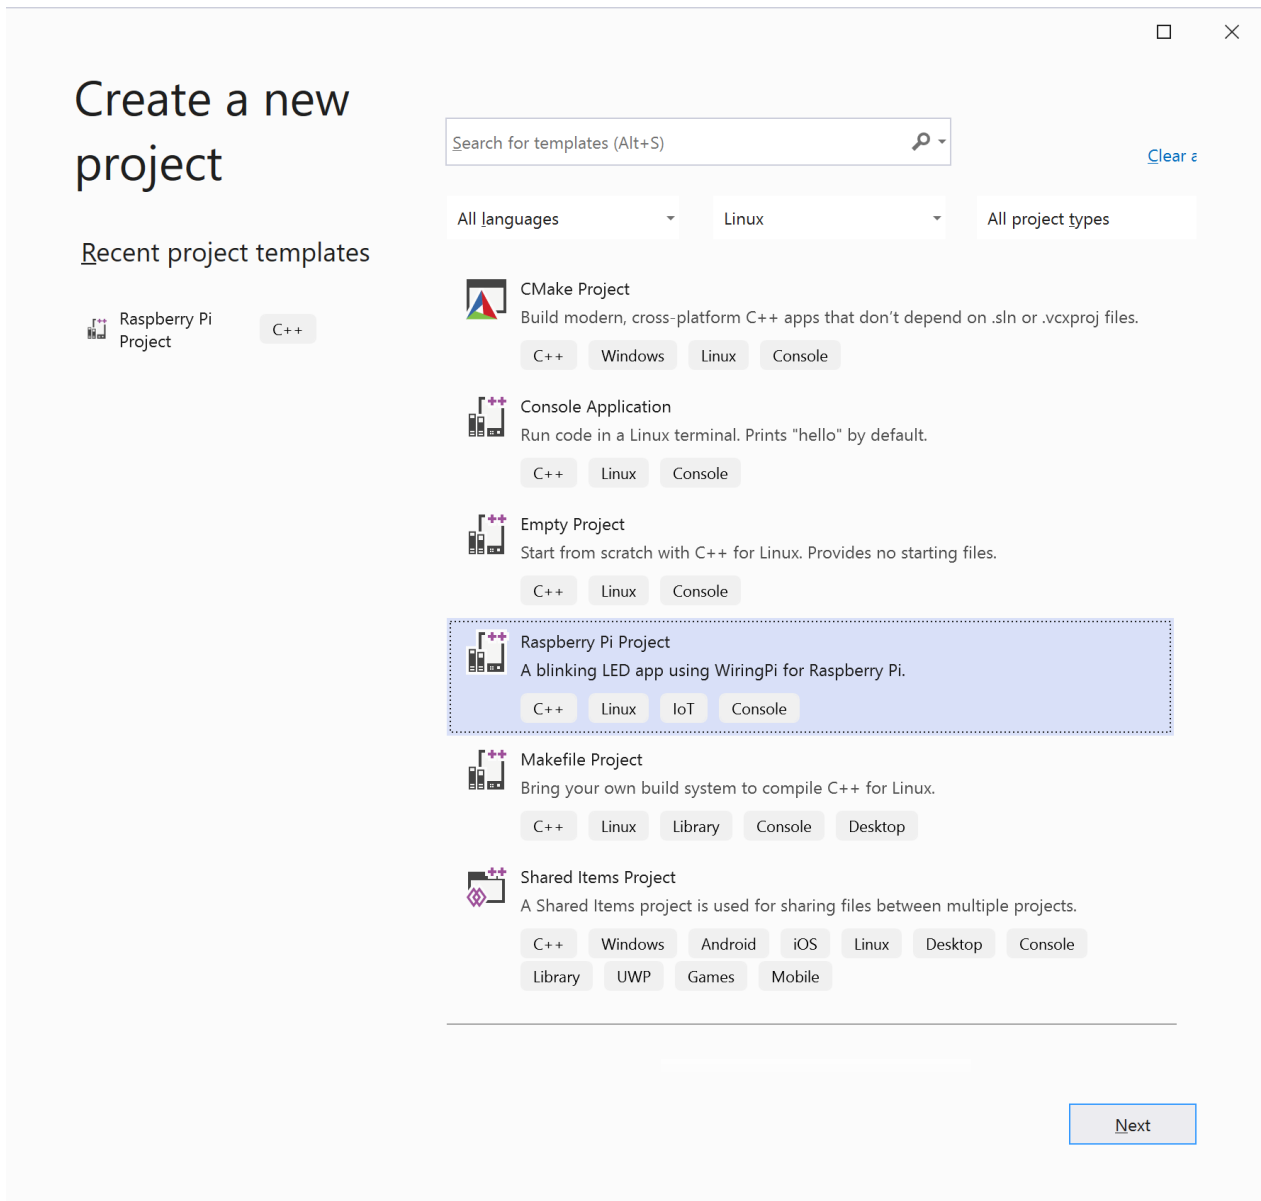 Create a new
project
Search for templates (Alt+S)
Clear a
All languages
Linux
All project types
Recent project templates
Raspberry Pi
Project
C++
CMake Project
Build modern, cross-platform C++ apps that don't depend on .sln or .vcxproj files.
C++ Windows Linux Console
Console Application
Run code in a Linux terminal. Prints "hello" by default.
C++ Linux Console
Empty Project
Start from scratch with C++ for Linux. Provides no starting files.
C++ Linux Console
Raspberry Pi Project
A blinking LED app using WiringPi for Raspberry Pi.
C++ Linux IoT Console
Makefile Project
Bring your own build system to compile C++ for Linux.
C++ Linux Library Console Desktop
Shared Items Project
A Shared Items project is used for sharing files between multiple projects.
C++ Windows Android iOS Linux Desktop Console
Library UWP Games Mobile
Next